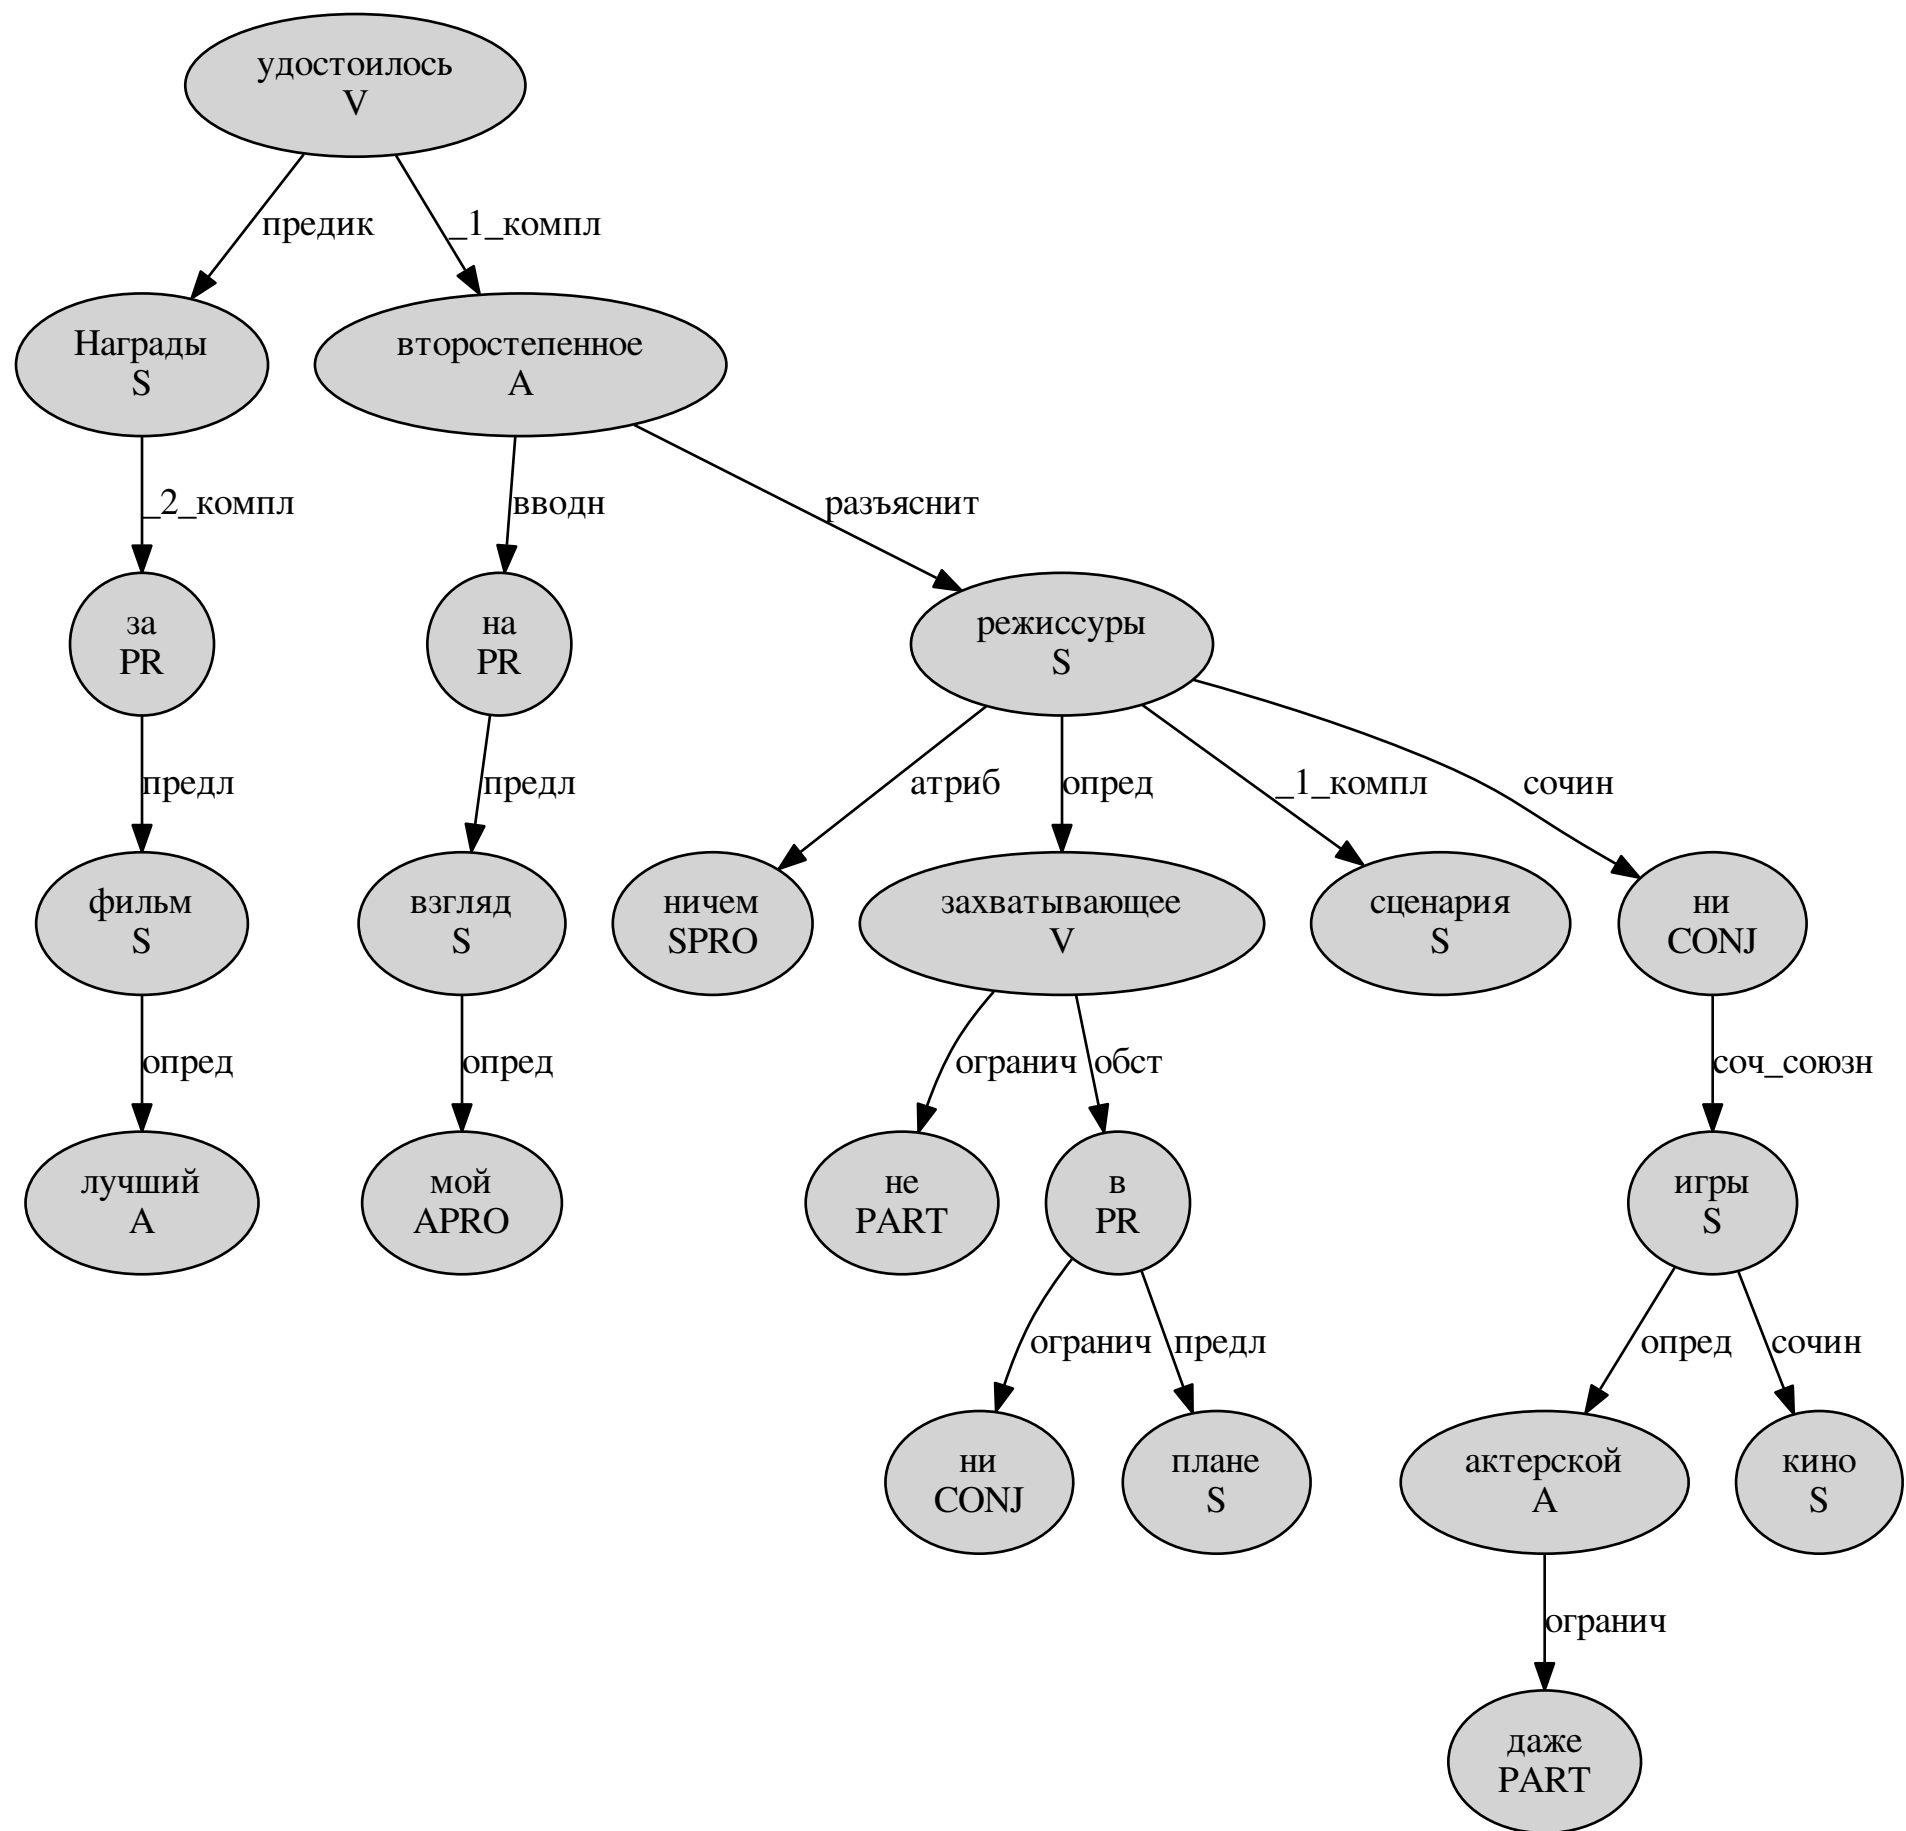 удостоилось
V
предик
_1_компл
Награды
S
второстепенное
A
_2_компл
вводн
разъяснит
за
PR
на
PR
режиссуры
S
предл
предл
атриб
опред
_1_компл
сочин
фильм
S
взгляд
S
ничем
SPRO
захватывающее
V
сценария
S
ни
CONJ
опред
опред
огранич
обст
соч_союзн
лучший
A
мой
APRO
не
PART
в
PR
игры
S
огранич
предл
опред
сочин
ни
CONJ
плане
S
актерской
A
кино
S
огранич
даже
PART